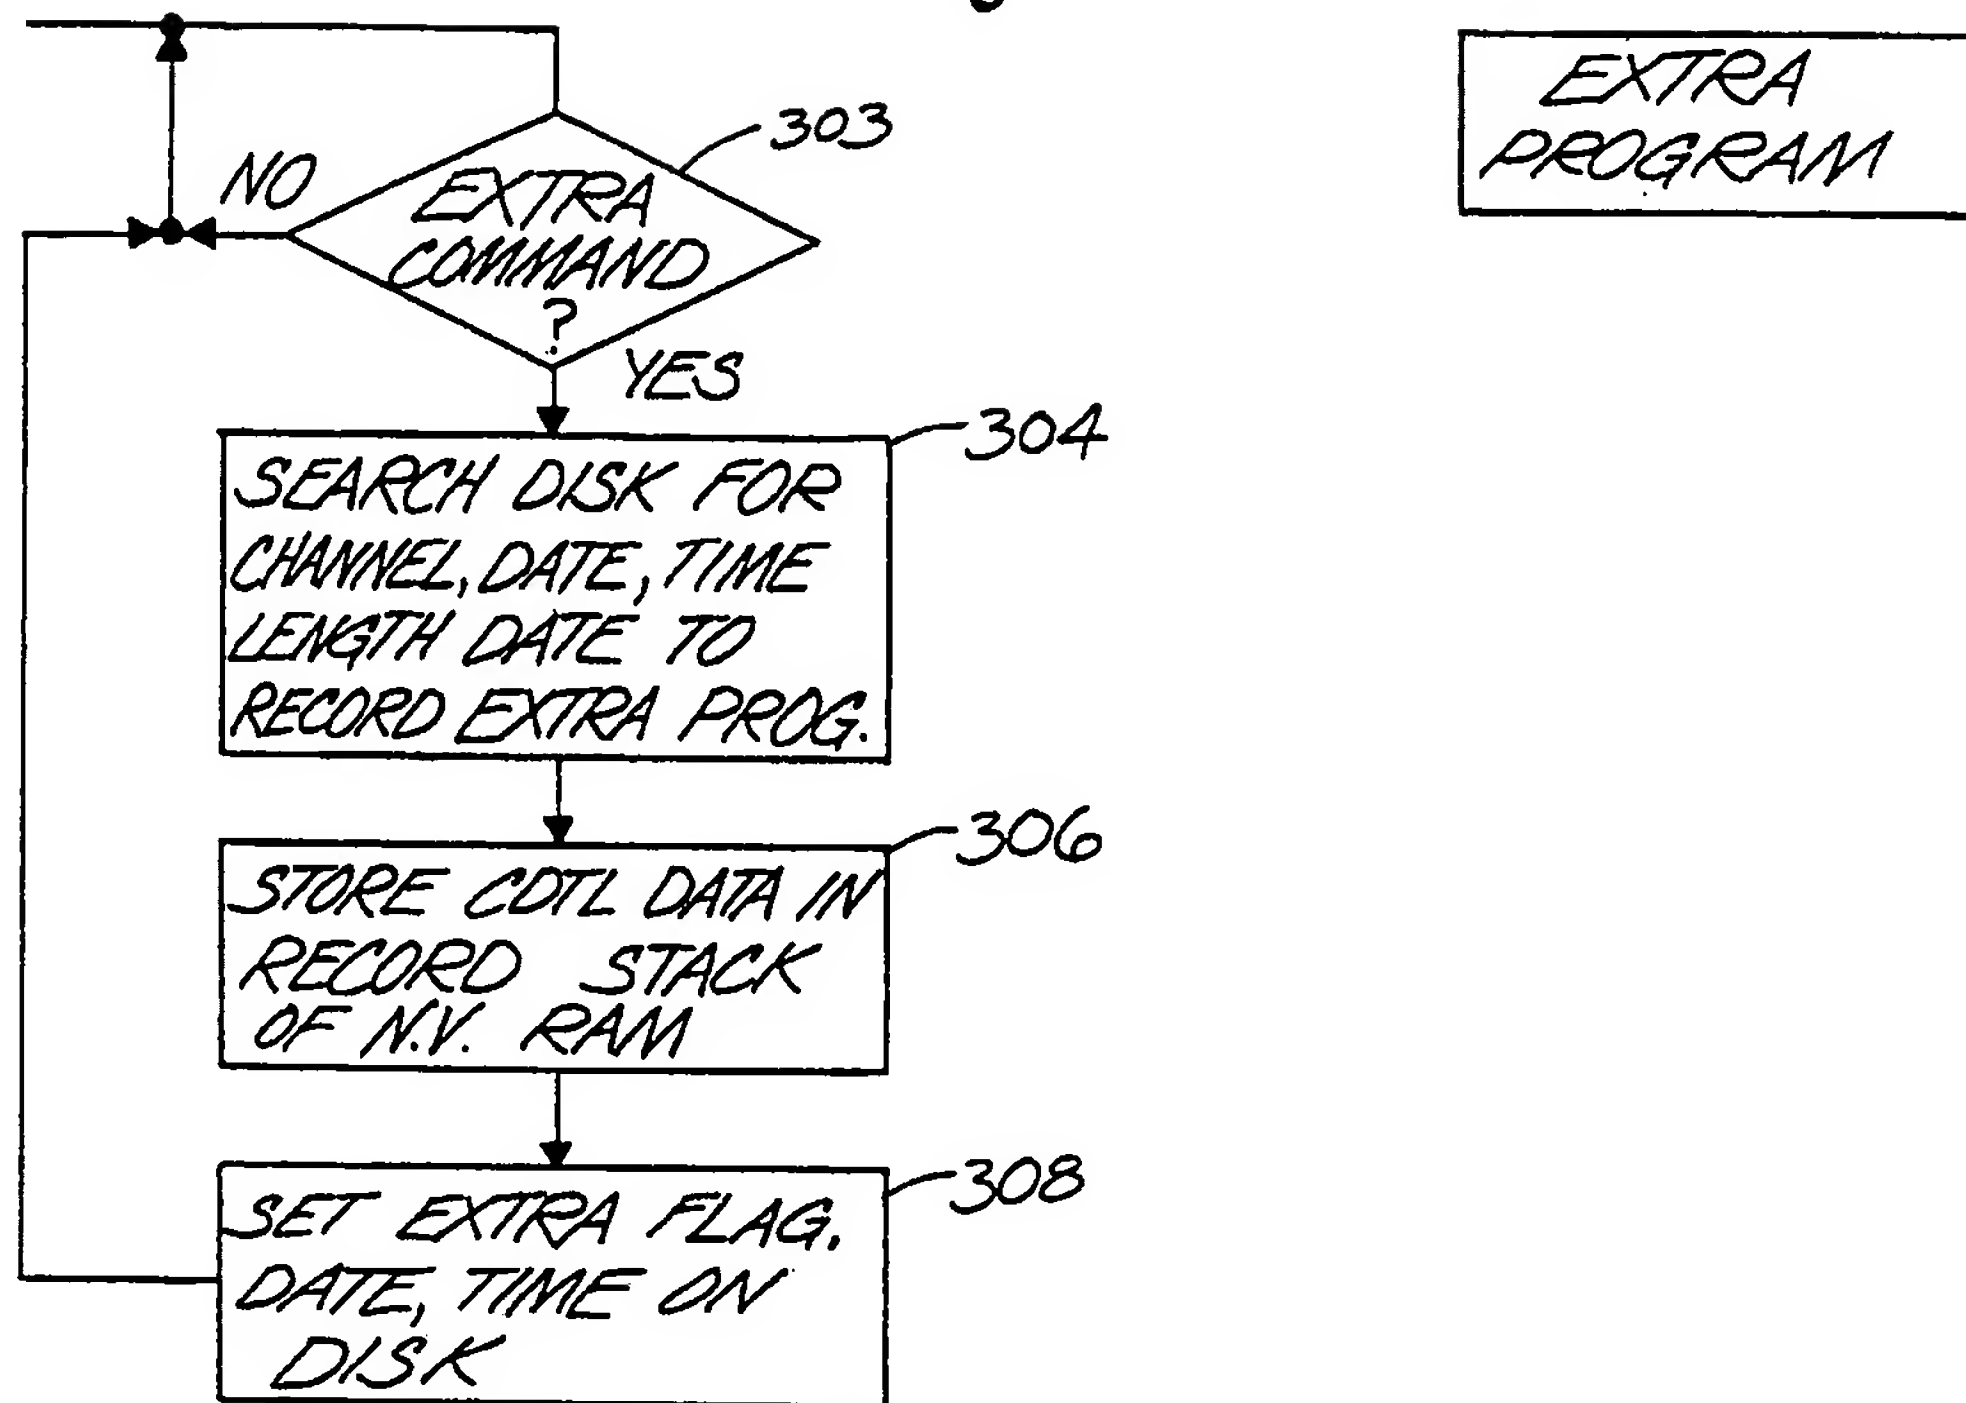 EXTRA
PROGRAM
303
NO
EXTRA
COMMAND
?
YES
304
SEARCH DISK FOR
CHANNEL, DATE, TIME
LENGTH DATE TO
RECORD EXTRA PROG.
306
STORE CDTL DATA IN
RECORD STACK
OF N.V. RAM
308
SET EXTRA FLAG,
DATE, TIME ON
DISK